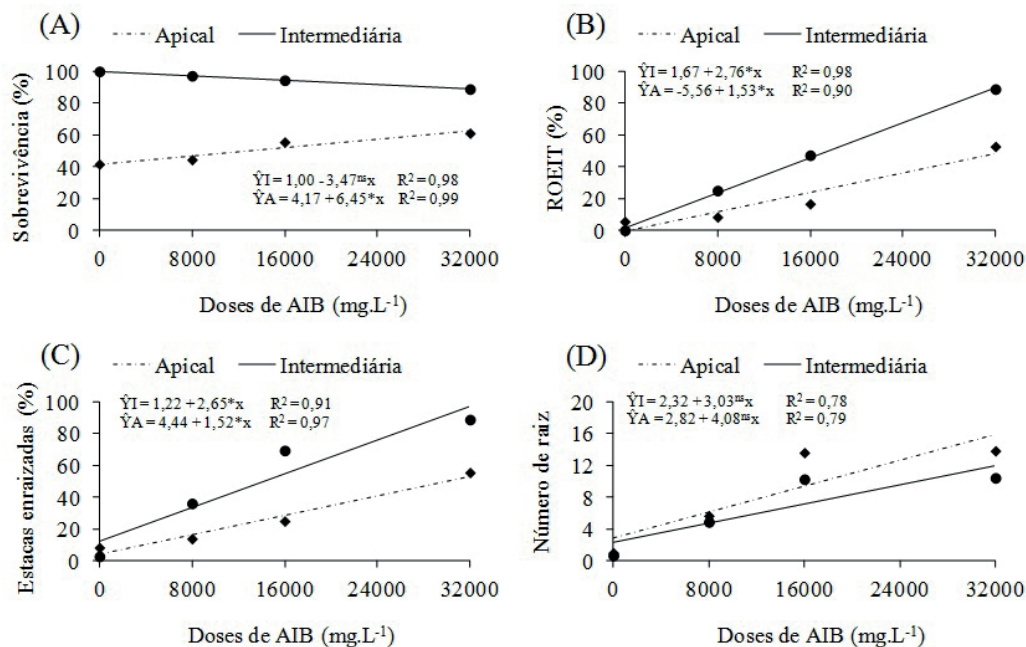 (A)
Apical
Intermediária
Sobrevivência (%)
100
80
60
40
20
0
ŶI = 1,00 -3,47ⁿˢx R² = 0,98
ŶA = 4,17 + 6,45*x R² = 0,99
0 8000 16000 24000 32000
Doses de AIB (mg.L⁻¹)
(B)
Apical
Intermediária
ROEIT (%)
100
80
60
40
20
0
ŶI = 1,67 + 2,76*x R² = 0,98
ŶA = -5,56 + 1,53*x R² = 0,90
0 8000 16000 24000 32000
Doses de AIB (mg.L⁻¹)
(C)
Apical
Intermediária
Estacas enraizadas (%)
100
80
60
40
20
0
ŶI = 1,22 + 2,65*x R² = 0,91
ŶA = 4,44 + 1,52*x R² = 0,97
0 8000 16000 24000 32000
Doses de AIB (mg.L⁻¹)
(D)
Apical
Intermediária
Número de raiz
20
16
12
8
4
0
ŶI = 2,32 + 3,03ⁿˢx R² = 0,78
ŶA = 2,82 + 4,08ⁿˢx R² = 0,79
0 8000 16000 24000 32000
Doses de AIB (mg.L⁻¹)